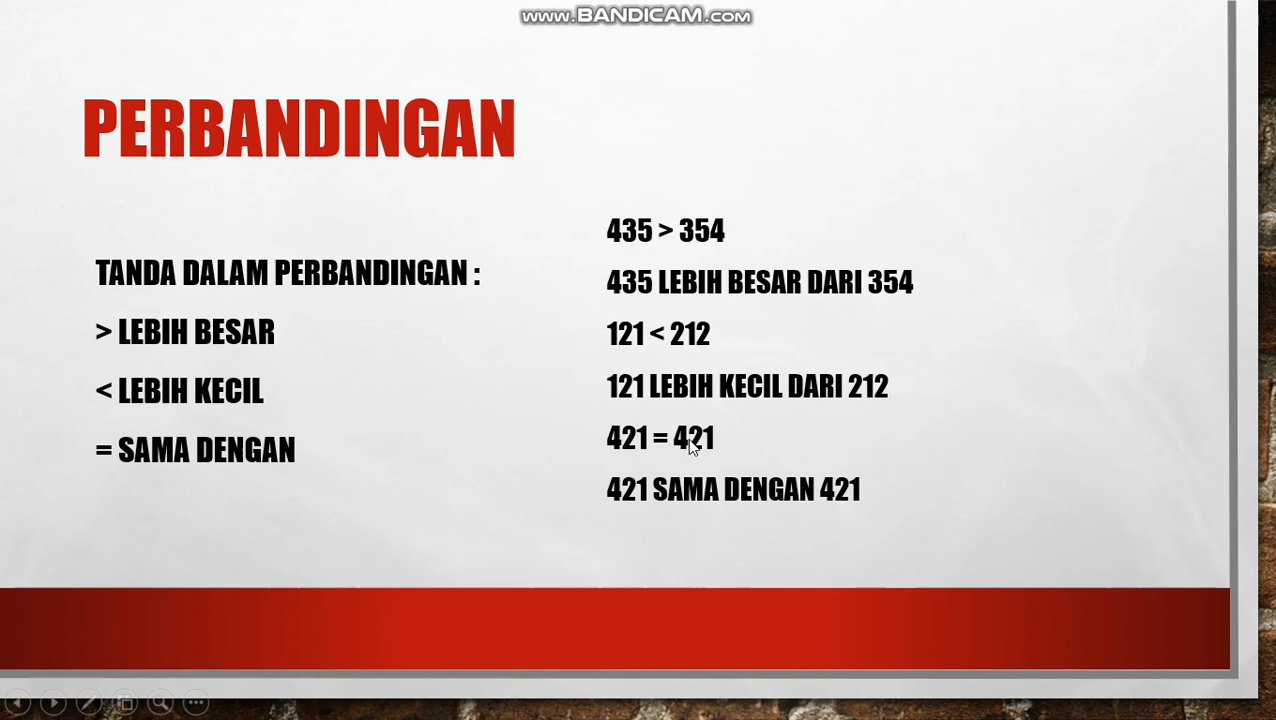 www.BANDICAM.com
PERBANDINGAN
TANDA DALAM PERBANDINGAN :
> LEBIH BESAR
< LEBIH KECIL
= SAMA DENGAN
435 > 354
435 LEBIH BESAR DARI 354
121 < 212
121 LEBIH KECIL DARI 212
421 = 421
421 SAMA DENGAN 421